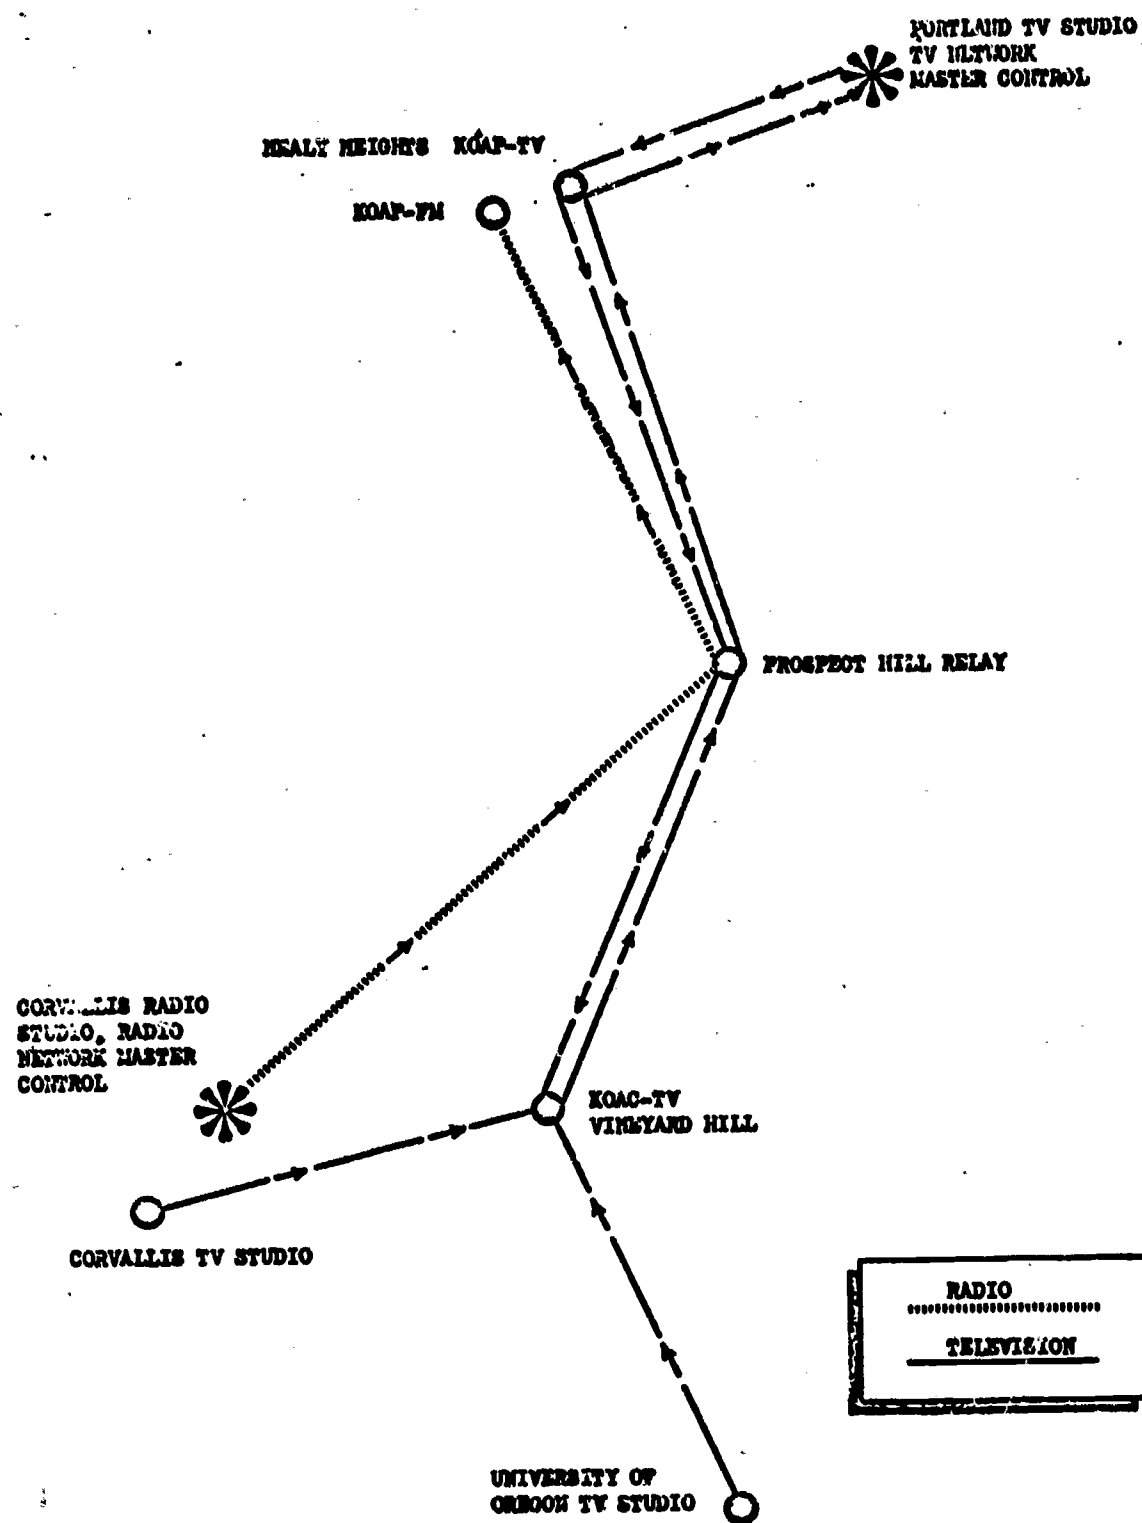 PORTLAND TV STUDIO
TV NETWORK
MASTER CONTROL
HEALY HEIGHTS KOAP-TV
KOAP-FM
PROSPECT HILL RELAY
CORVALLIS RADIO
STUDIO, RADIO
NETWORK MASTER
CONTROL
KOAC-TV
VINEYARD HILL
CORVALLIS TV STUDIO
RADIO
TELEVISION
UNIVERSITY OF
OREGON TV STUDIO